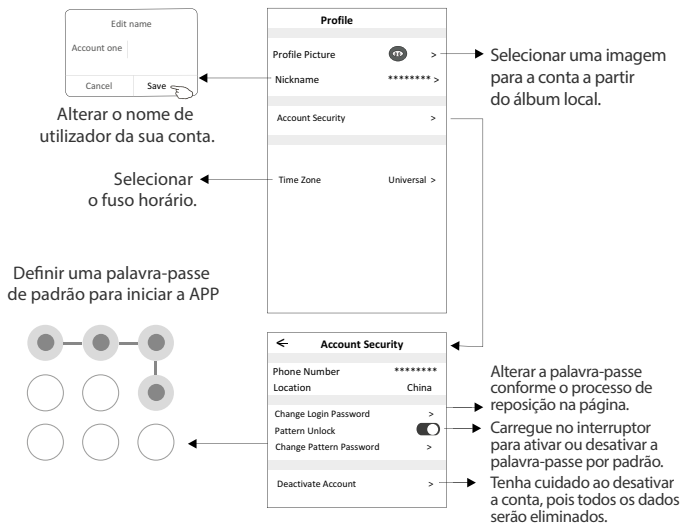 Edit name
Account one
Cancel Save
Alterar o nome de
utilizador da sua conta.
Selecionar
o fuso horário.
Profile
Profile Picture >
Nickname ******** >
Account Security >
Time Zone Universal >
Selecionar uma imagem
para a conta a partir
do álbum local.
Definir uma palavra-passe
de padrão para iniciar a APP
Account Security
Phone Number ********
Location China
Change Login Password >
Pattern Unlock
Change Pattern Password >
Deactivate Account >
Alterar a palavra-passe
conforme o processo de
reposição na página.
Carregue no interruptor
para ativar ou desativar a
palavra-passe por padrão.
Tenha cuidado ao desativar
a conta, pois todos os dados
serão eliminados.